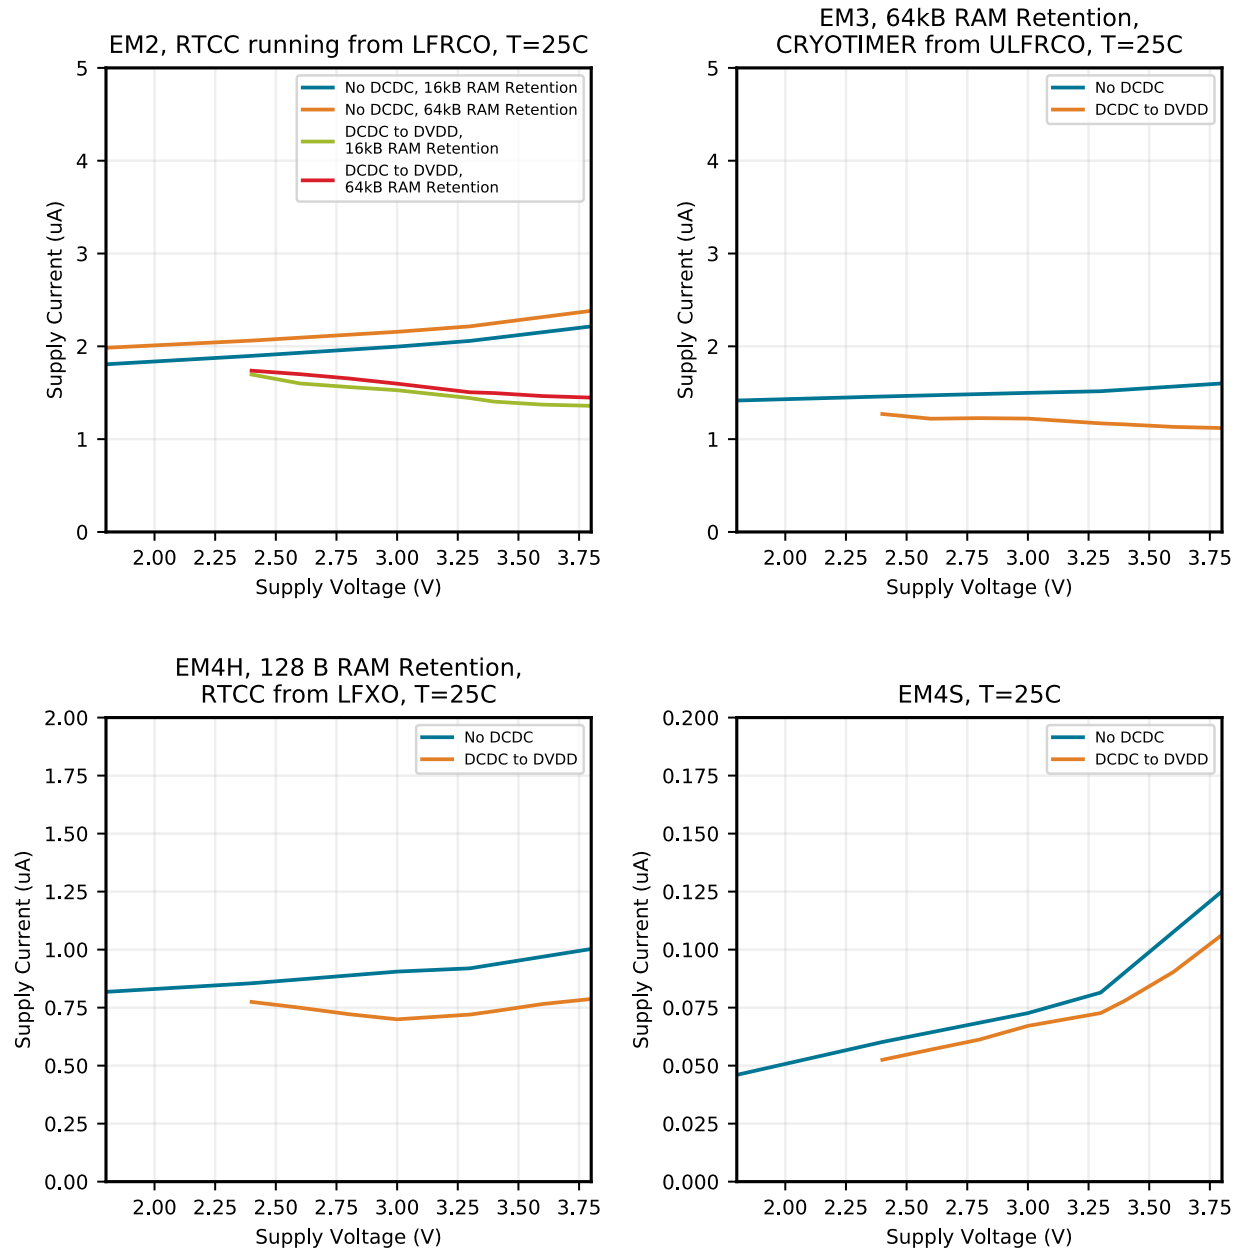 EM2, RTCC running from LFRCO, T=25C
5
4
3
2
1
0
Supply Current (uA)
No DCDC, 16kB RAM Retention
No DCDC, 64kB RAM Retention
DCDC to DVDD,
16kB RAM Retention
DCDC to DVDD,
64kB RAM Retention
2.00 2.25 2.50 2.75 3.00 3.25 3.50 3.75
Supply Voltage (V)
EM3, 64kB RAM Retention,
CRYOTIMER from ULFRCO, T=25C
5
4
3
2
1
0
Supply Current (uA)
No DCDC
DCDC to DVDD
2.00 2.25 2.50 2.75 3.00 3.25 3.50 3.75
Supply Voltage (V)
EM4H, 128 B RAM Retention,
RTCC from LFXO, T=25C
2.00
1.75
1.50
1.25
1.00
0.75
0.50
0.25
0.00
Supply Current (uA)
No DCDC
DCDC to DVDD
2.00 2.25 2.50 2.75 3.00 3.25 3.50 3.75
Supply Voltage (V)
EM4S, T=25C
0.200
0.175
0.150
0.125
0.100
0.075
0.050
0.025
0.000
Supply Current (uA)
No DCDC
DCDC to DVDD
2.00 2.25 2.50 2.75 3.00 3.25 3.50 3.75
Supply Voltage (V)